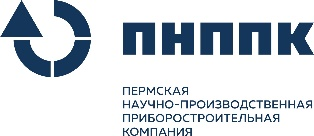 ПНППК
ПЕРМСКАЯ
НАУЧНО-ПРОИЗВОДСТВЕННАЯ
ПРИБОРОСТРОИТЕЛЬНАЯ
КОМПАНИЯ